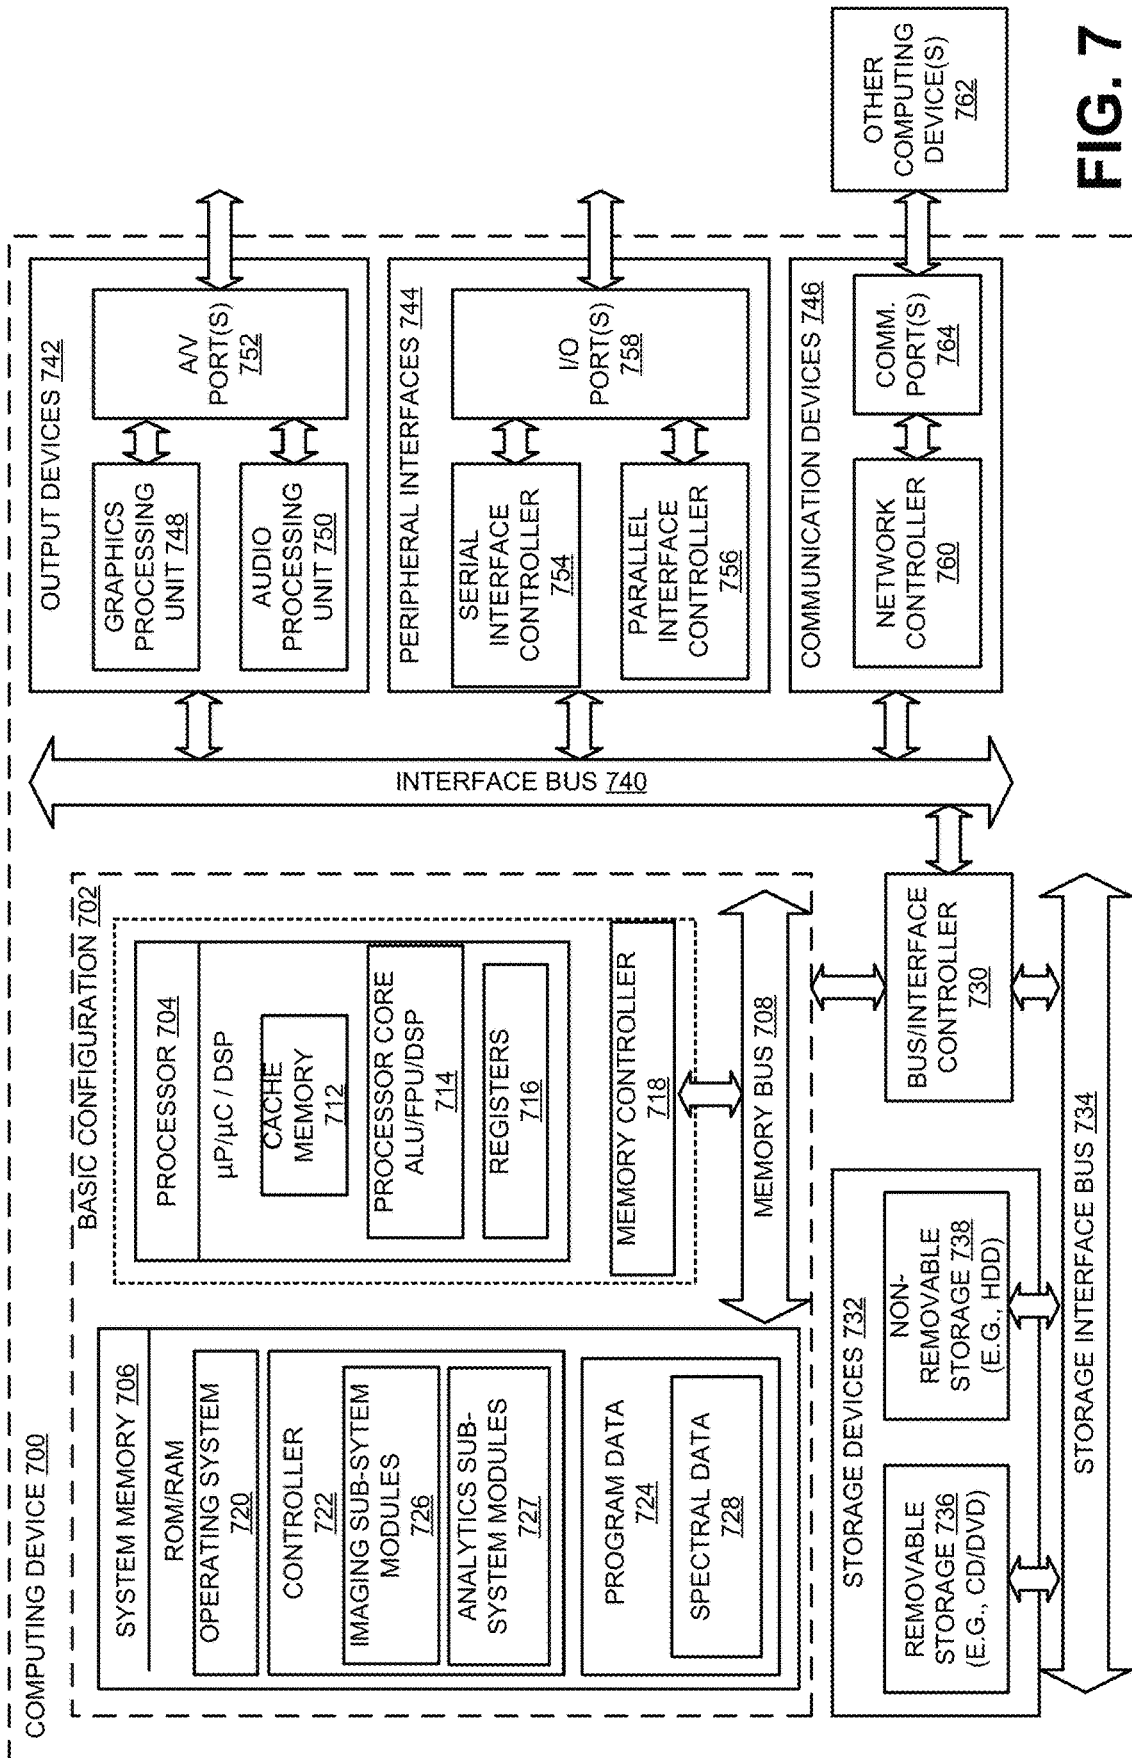 COMPUTING DEVICE 700
BASIC CONFIGURATION 702
SYSTEM MEMORY 706
ROM/RAM
OPERATING SYSTEM
720
CONTROLLER
722
IMAGING SUB-SYTEM
MODULES
726
ANALYTICS SUB-
SYSTEM MODULES
727
PROGRAM DATA
724
SPECTRAL DATA
728
PROCESSOR 704
µP/µC / DSP
CACHE
MEMORY
712
PROCESSOR CORE
ALU/FPU/DSP
714
REGISTERS
716
MEMORY CONTROLLER
718
MEMORY BUS 708
STORAGE DEVICES 732
REMOVABLE
STORAGE 736
(E.G., CD/DVD)
NON-
REMOVABLE
STORAGE 738
(E.G., HDD)
BUS/INTERFACE
CONTROLLER
730
STORAGE INTERFACE BUS 734
INTERFACE BUS 740
OUTPUT DEVICES 742
GRAPHICS
PROCESSING
UNIT 748
AUDIO
PROCESSING
UNIT 750
A/V
PORT(S)
752
PERIPHERAL INTERFACES 744
SERIAL
INTERFACE
CONTROLLER
754
PARALLEL
INTERFACE
CONTROLLER
756
I/O
PORT(S)
758
COMMUNICATION DEVICES 746
NETWORK
CONTROLLER
760
COMM.
PORT(S)
764
OTHER
COMPUTING
DEVICE(S)
762
FIG. 7